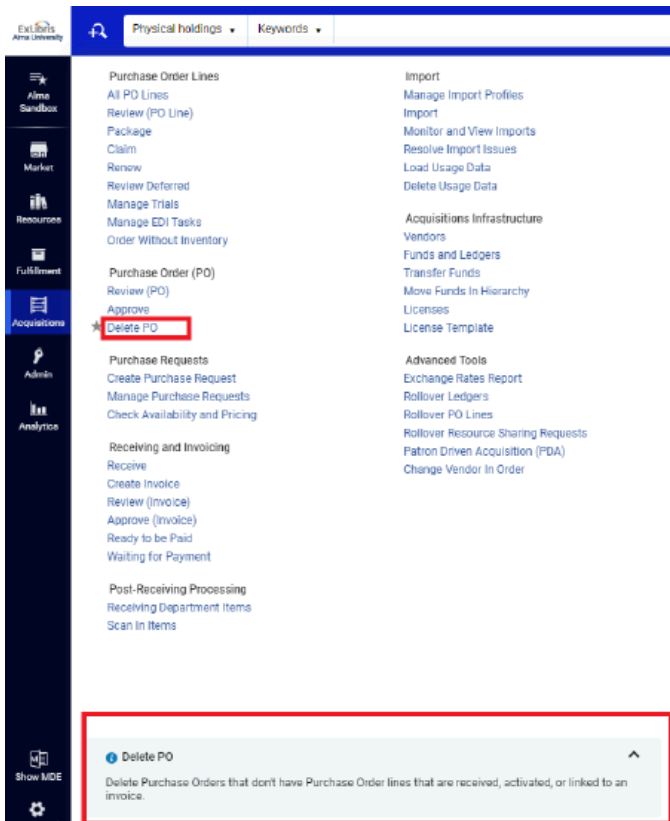 ExLibris
Alma University
Physical holdings
Keywords
Alma
Sandbox
Market
Resources
Fulfillment
Acquisitions
Admin
Analytics
Purchase Order Lines
All PO Lines
Review (PO Line)
Package
Claim
Renew
Review Deferred
Manage Trials
Manage EDI Tasks
Order Without Inventory
Purchase Order (PO)
Review (PO)
Approve
Delete PO
Purchase Requests
Create Purchase Request
Manage Purchase Requests
Check Availability and Pricing
Receiving and Invoicing
Receive
Create Invoice
Review (Invoice)
Approve (Invoice)
Ready to be Paid
Waiting for Payment
Post-Receiving Processing
Receiving Department Items
Scan In Items
Import
Manage Import Profiles
Import
Monitor and View Imports
Resolve Import Issues
Load Usage Data
Delete Usage Data
Acquisitions Infrastructure
Vendors
Funds and Ledgers
Transfer Funds
Move Funds In Hierarchy
Licenses
License Template
Advanced Tools
Exchange Rates Report
Rollover Ledgers
Rollover PO Lines
Rollover Resource Sharing Requests
Patron Driven Acquisition (PDA)
Change Vendor In Order
Show MDE
Delete PO
Delete Purchase Orders that don't have Purchase Order lines that are received, activated, or linked to an
invoice.